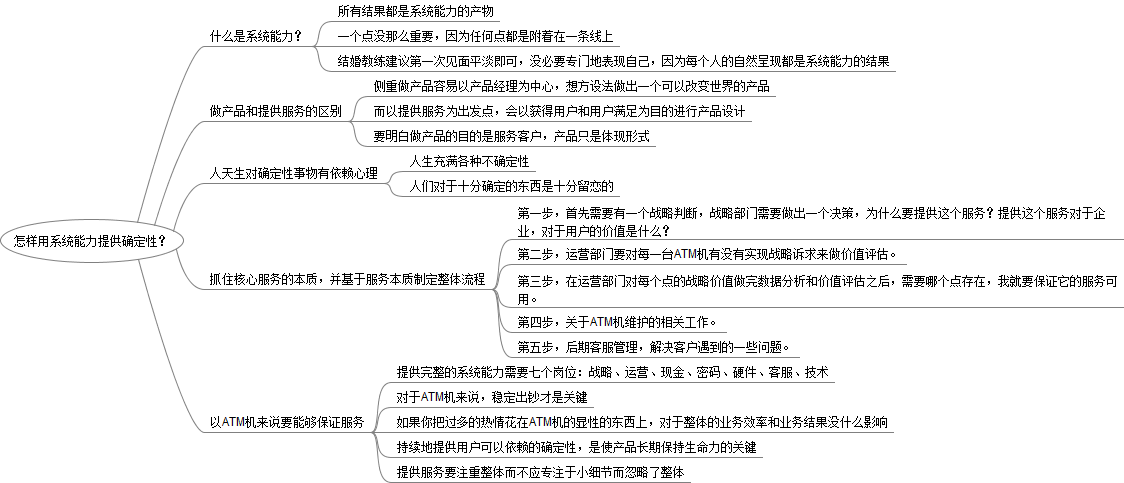 怎样用系统能力提供确定性？
什么是系统能力？
所有结果都是系统能力的产物
一个点没那么重要，因为任何点都是附着在一条线上
结婚教练建议第一次见面平淡即可，没必要专门地表现自己，因为每个人的自然呈现都是系统能力的结果
做产品和提供服务的区别
侧重做产品容易以产品经理为中心，想方设法做出一个可以改变世界的产品
而以提供服务为出发点，会以获得用户和用户满足为目的进行产品设计
要明白做产品的目的是服务客户，产品只是体现形式
人天生对确定性事物有依赖心理
人生充满各种不确定性
人们对于十分确定的东西是十分留恋的
抓住核心服务的本质，并基于服务本质制定整体流程
第一步，首先需要有一个战略判断，战略部门需要做出一个决策，为什么要提供这个服务？提供这个服务对于企
业，对于用户的价值是什么？
第二步，运营部门要对每一台ATM机有没有实现战略诉求来做价值评估。
第三步，在运营部门对每个点的战略价值做完数据分析和价值评估之后，需要哪个点存在，我就要保证它的服务可
用。
第四步，关于ATM机维护的相关工作。
第五步，后期客服管理，解决客户遇到的一些问题。
以ATM机来说要能够保证服务
提供完整的系统能力需要七个岗位：战略、运营、现金、密码、硬件、客服、技术
对于ATM机来说，稳定出钞才是关键
如果你把过多的热情花在ATM机的显性的东西上，对于整体的业务效率和业务结果没什么影响
持续地提供用户可以依赖的确定性，是使产品长期保持生命力的关键
提供服务要注重整体而不应专注于小细节而忽略了整体